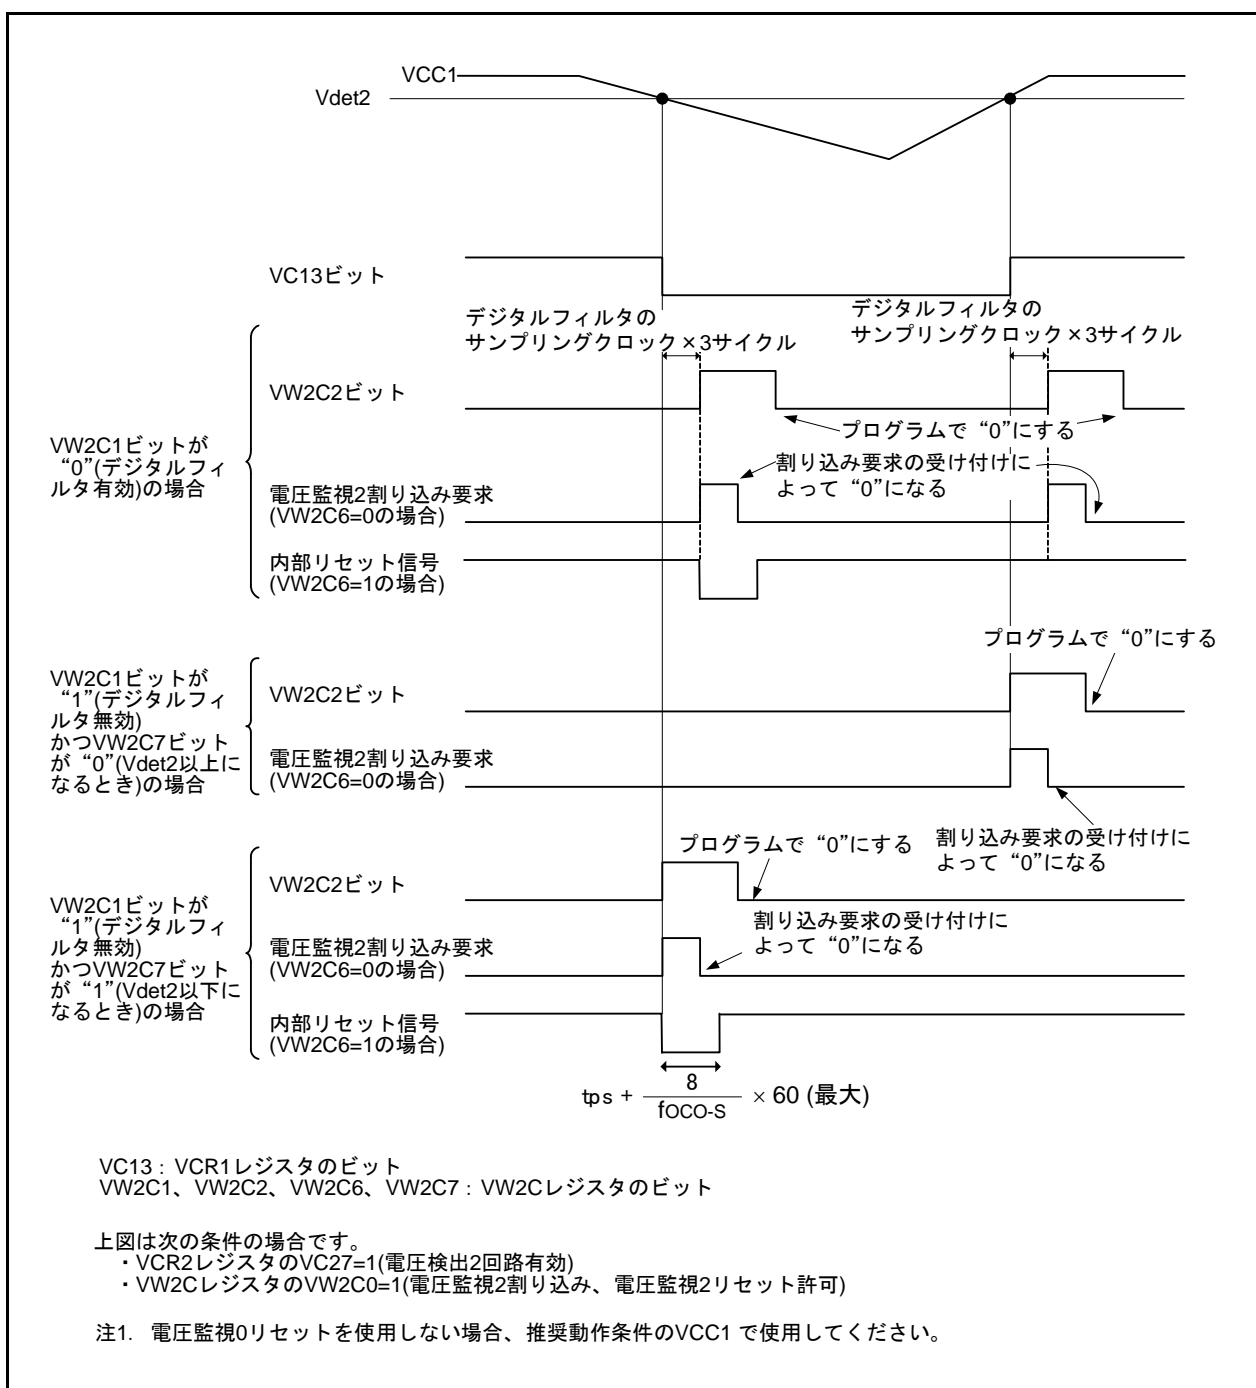 VCC1
Vdet2
VC13ビット
デジタルフィルタの
サンプリングクロック×3サイクル
デジタルフィルタの
サンプリングクロック×3サイクル
VW2C1ビットが
“0”(デジタルフィ
ルタ有効)の場合
VW2C2ビット
プログラムで“0”にする
割り込み要求の受け付けに
よって“0”になる
電圧監視2割り込み要求
(VW2C6=0の場合)
内部リセット信号
(VW2C6=1の場合)
VW2C1ビットが
“1”(デジタルフィ
ルタ無効)
かつVW2C7ビット
が“0”(Vdet2以上に
なるとき)の場合
プログラムで“0”にする
VW2C2ビット
電圧監視2割り込み要求
(VW2C6=0の場合)
割り込み要求の受け付けに
よって“0”になる
VW2C1ビットが
“1”(デジタルフィ
ルタ無効)
かつVW2C7ビット
が“1”(Vdet2以下に
なるとき)の場合
プログラムで“0”にする
VW2C2ビット
割り込み要求の受け付けに
よって“0”になる
電圧監視2割り込み要求
(VW2C6=0の場合)
内部リセット信号
(VW2C6=1の場合)
tps + 8 / fOCO-S × 60 (最大)
VC13:VCR1レジスタのビット
VW2C1、VW2C2、VW2C6、VW2C7:VW2Cレジスタのビット
上図は次の条件の場合です。
・VCR2レジスタのVC27=1(電圧検出2回路有効)
・VW2CレジスタのVW2C0=1(電圧監視2割り込み、電圧監視2リセット許可)
注1. 電圧監視0リセットを使用しない場合、推奨動作条件のVCC1 で使用してください。